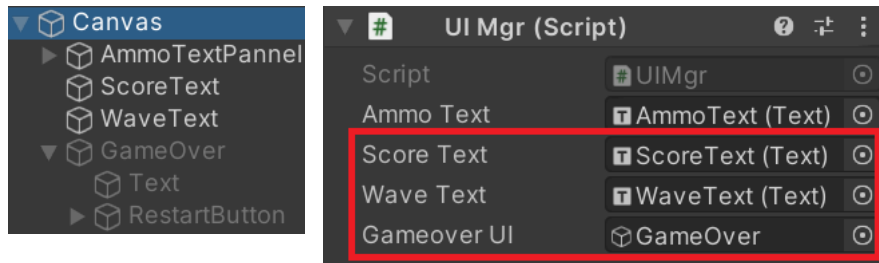 Canvas
AmmoTextPannel
ScoreText
WaveText
GameOver
Text
RestartButton
# UI Mgr (Script)
Script # UIMgr
Ammo Text T AmmoText (Text)
Score Text T ScoreText (Text)
Wave Text T WaveText (Text)
Gameover UI GameOver